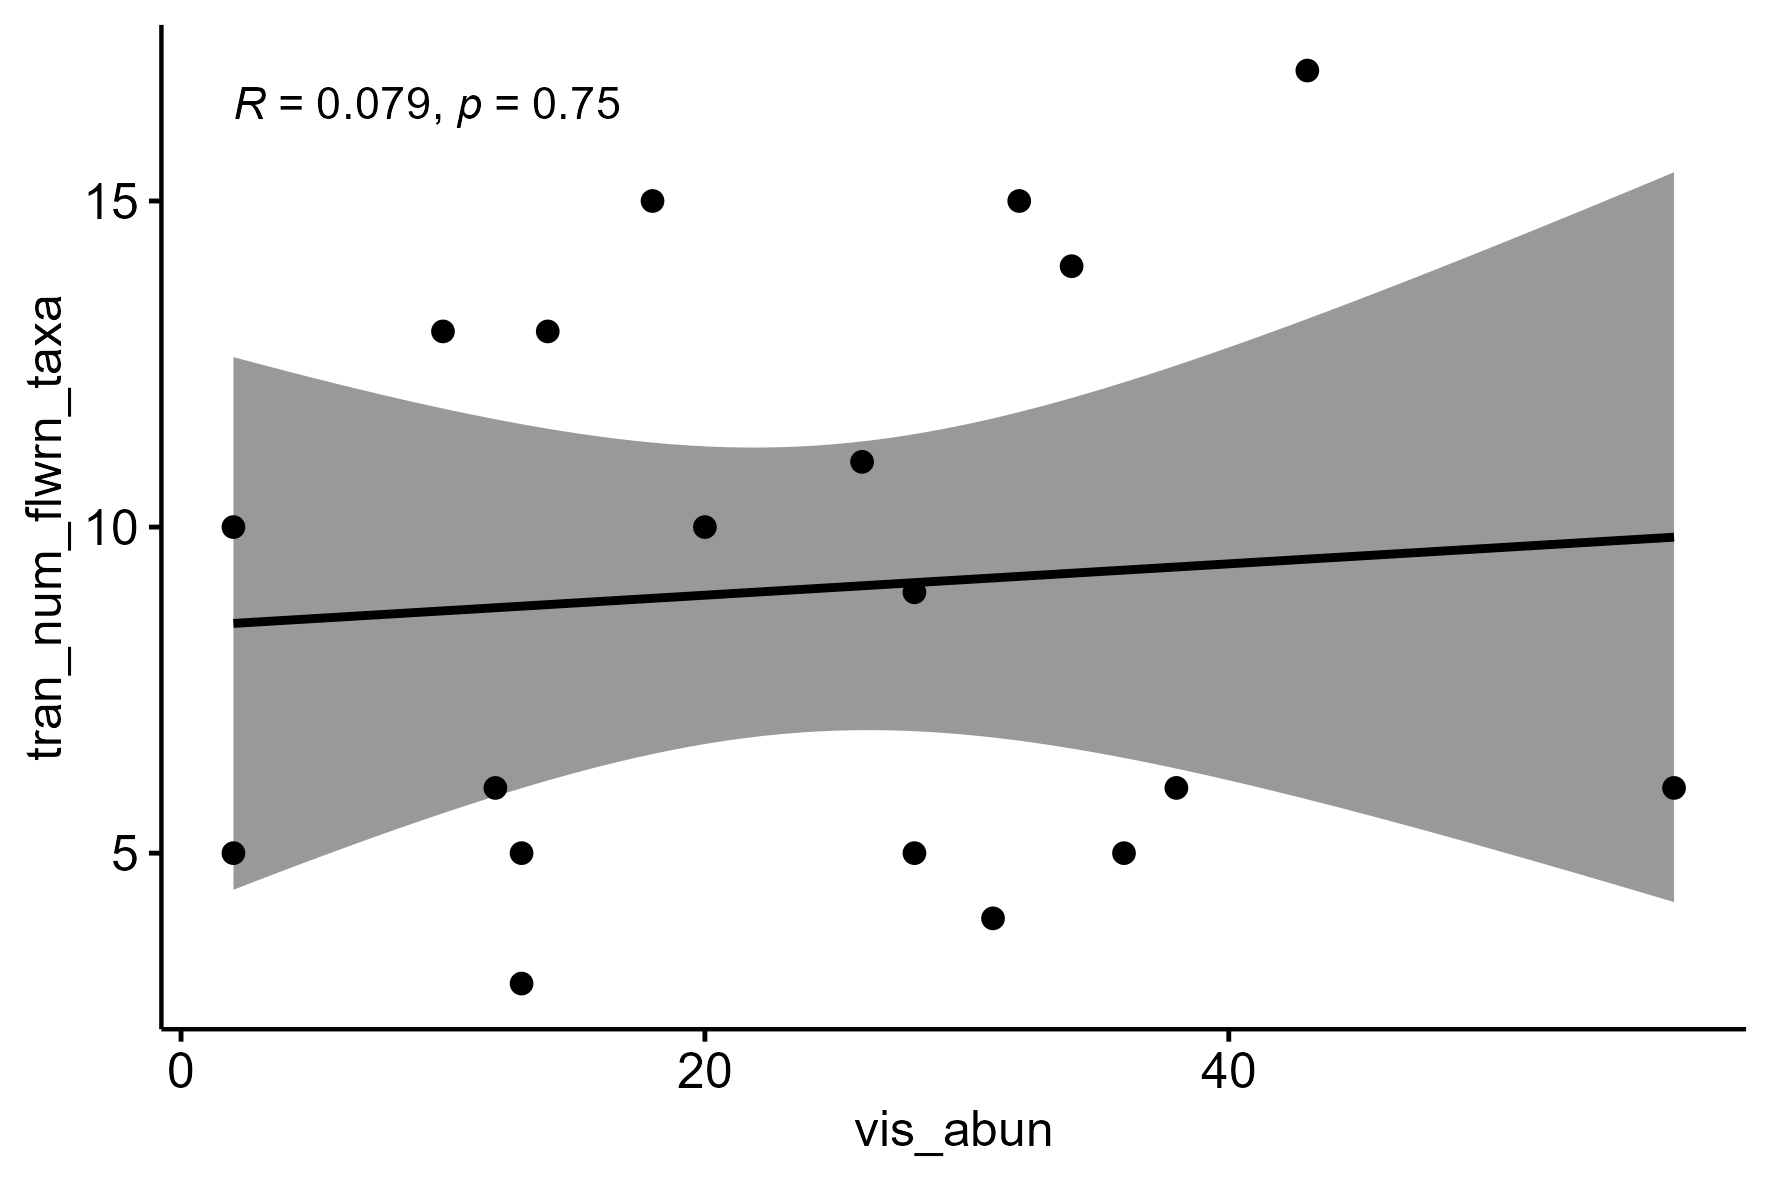 R = 0.079, p = 0.75
tran_num_flwrn_taxa
15
10
5
0 20 40
vis_abun